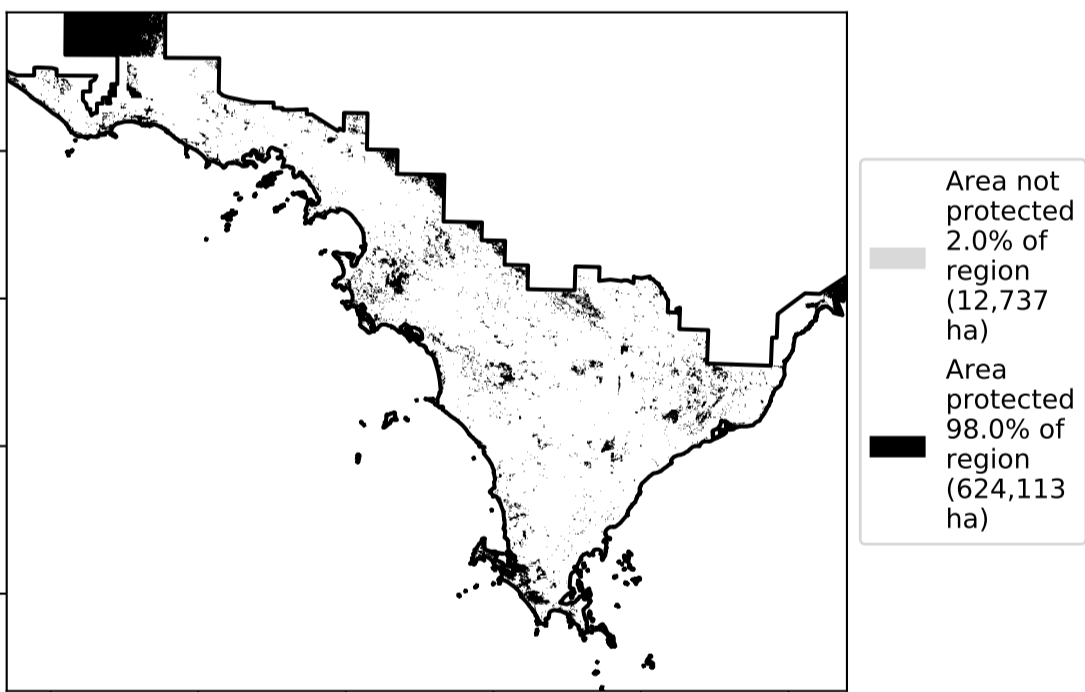 Area not
protected
2.0% of
region
(12,737
ha)
Area
protected
98.0% of
region
(624,113
ha)